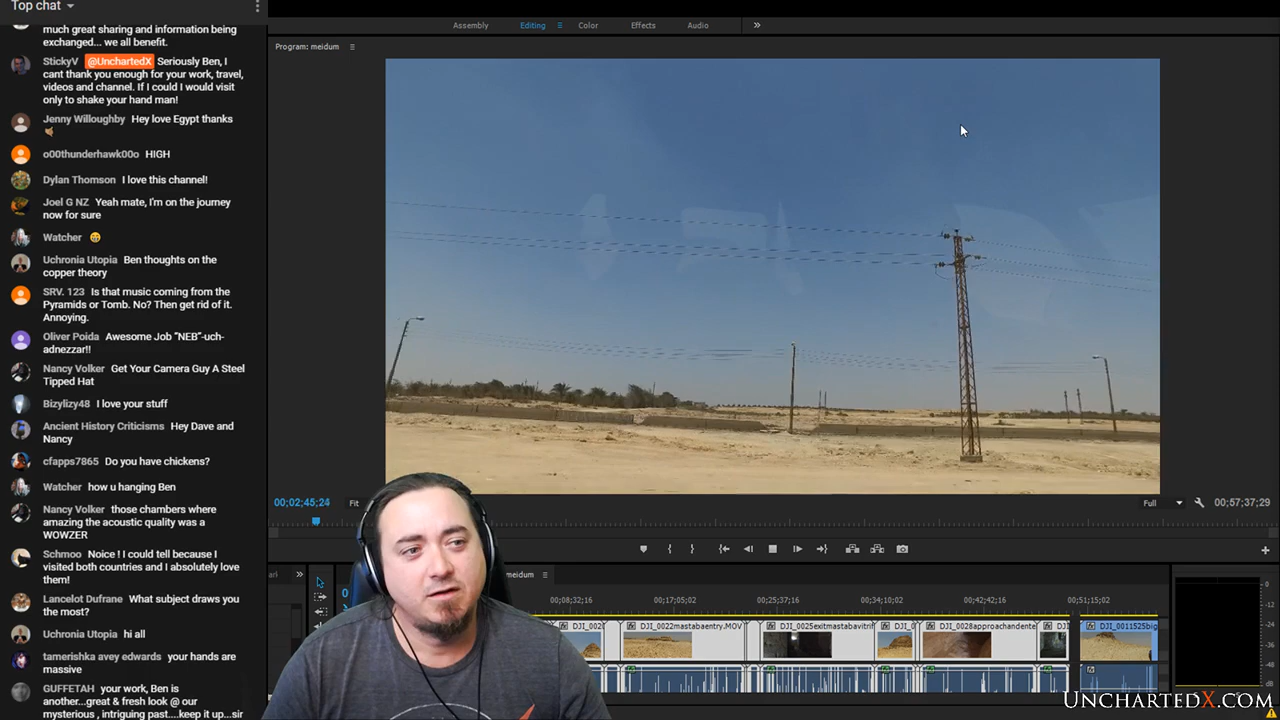 Top chat
much great sharing and information being
exchanged... we all benefit.
StickyV @UnchartedX Seriously Ben, I
cant thank you enough for your work, travel,
videos and channel. If I could I would visit
only to shake your hand man!
Jenny Willoughby Hey love Egypt thanks
o00thunderhawk00o HIGH
Dylan Thomson I love this channel!
Joel G NZ Yeah mate, I'm on the journey
now for sure
Watcher
Uchronia Utopia Ben thoughts on the
copper theory
SRV. 123 Is that music coming from the
Pyramids or Tomb. No? Then get rid of it.
Annoying.
Oliver Poida Awesome Job “NEB”-uch-
adnezzar!!
Nancy Volker Get Your Camera Guy A Steel
Tipped Hat
Bizylizy48 I love your stuff
Ancient History Criticisms Hey Dave and
Nancy
cfapps7865 Do you have chickens?
Watcher how u hanging Ben
Nancy Volker those chambers where
amazing the acoustic quality was a
WOWZER
Schmoo Noice ! I could tell because I
visited both countries and I absolutely love
them!
Lancelot Dufrane What subject draws you
the most?
Uchronia Utopia hi all
tamerishka avey edwards your hands are
massive
GUFFETAH your work, Ben is
another...great & fresh look @ our
mysterious , intriguing past....keep it up...sir
Assembly Editing Color Effects Audio
Program: meidum
00;02;45;24 Fit Full 00;57;37;29
meidum
00;08;32;16 00;17;05;02 00;25;37;16 00;34;10;02 00;42;42;16 00;51;15;02
DJI_002 DJI_0022mastabaentry.MOV DJI_0025exitmastabavitrif DJI_0 DJI_0028approachandente DJI DJI_0011525big
0
-12
-24
-36
-48
dB
UnchartedX.com